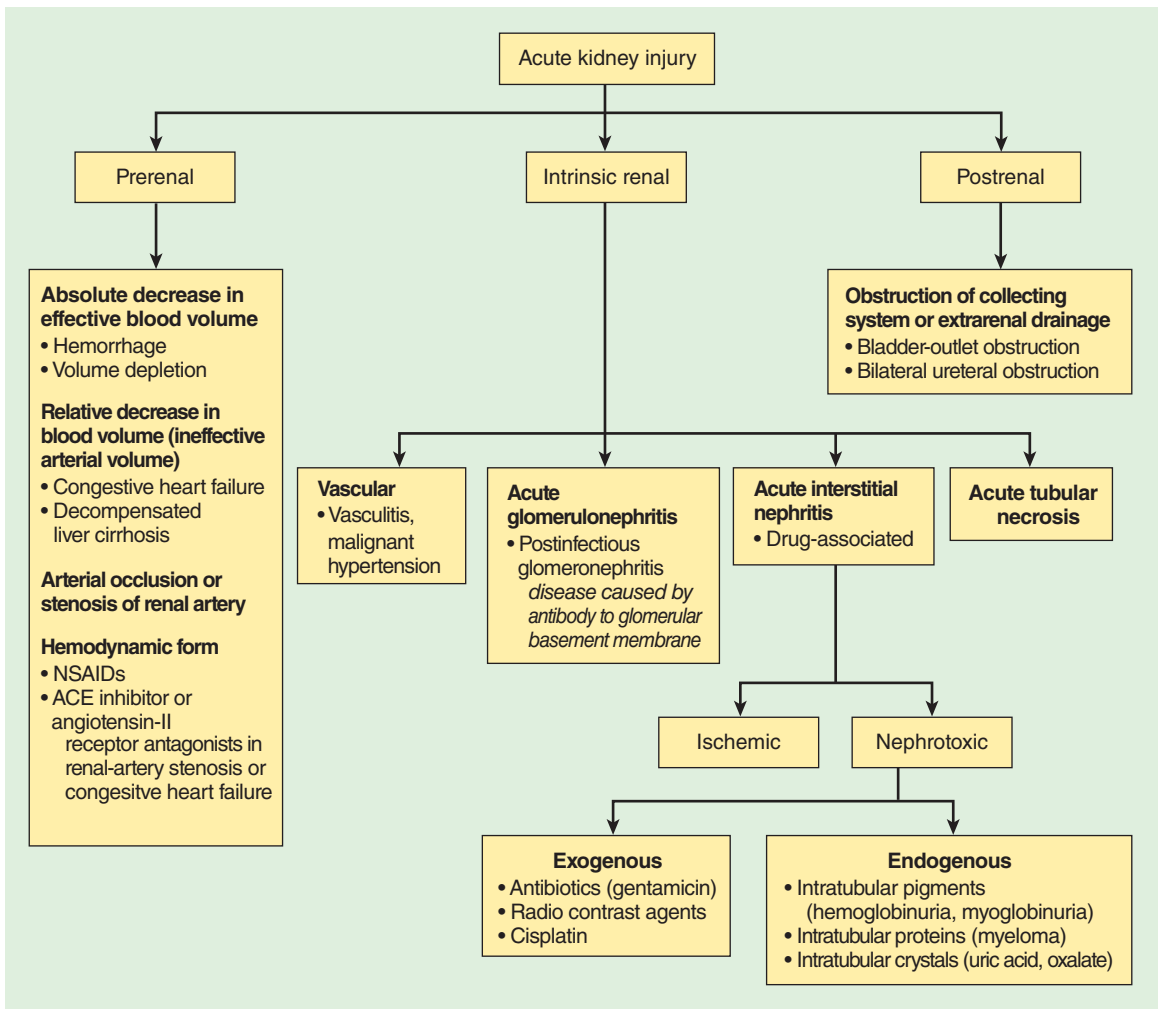 Acute kidney injury
Prerenal
Intrinsic renal
Postrenal
Absolute decrease in
effective blood volume
• Hemorrhage
• Volume depletion
Relative decrease in
blood volume (ineffective
arterial volume)
• Congestive heart failure
• Decompensated
liver cirrhosis
Arterial occlusion or
stenosis of renal artery
Hemodynamic form
• NSAIDs
• ACE inhibitor or
angiotensin-II
receptor antagonists in
renal-artery stenosis or
congesitve heart failure
Obstruction of collecting
system or extrarenal drainage
• Bladder-outlet obstruction
• Bilateral ureteral obstruction
Vascular
• Vasculitis,
malignant
hypertension
Acute
glomerulonephritis
• Postinfectious
glomeronephritis
disease caused by
antibody to glomerular
basement membrane
Acute interstitial
nephritis
• Drug-associated
Acute tubular
necrosis
Ischemic
Nephrotoxic
Exogenous
• Antibiotics (gentamicin)
• Radio contrast agents
• Cisplatin
Endogenous
• Intratubular pigments
(hemoglobinuria, myoglobinuria)
• Intratubular proteins (myeloma)
• Intratubular crystals (uric acid, oxalate)